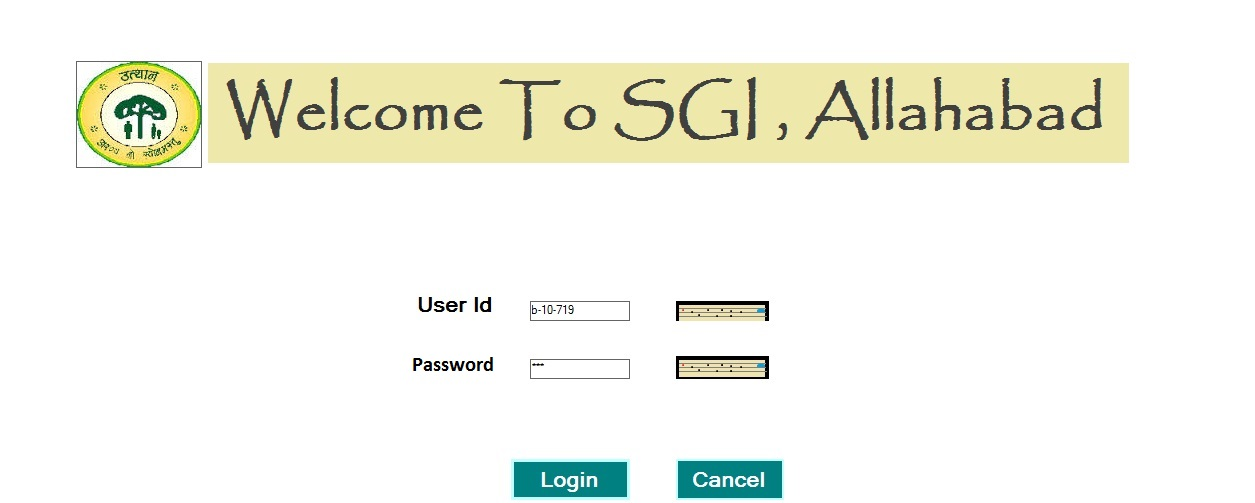 उत्थान
Welcome To SGI , Allahabad
User Id b-10-719
Password ***
Login Cancel